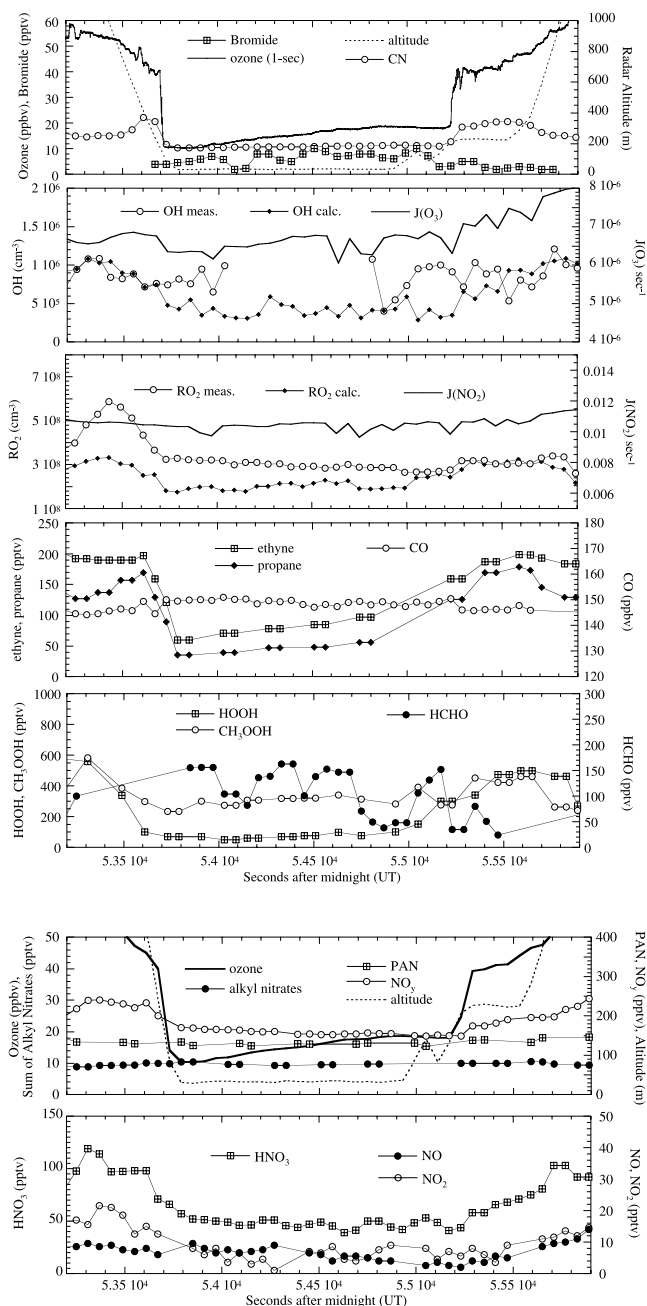 60
50
40
30
20
10
0
Ozone (ppbv), Bromide (pptv)
Bromide
ozone (1-sec)
altitude
CN
1000
800
600
400
200
0
Radar Altitude (m)
2 10⁶
1.5 10⁶
1 10⁶
5 10⁵
0
OH (cm⁻³)
OH meas.
OH calc.
J(O₃)
8 10⁻⁶
7 10⁻⁶
6 10⁻⁶
5 10⁻⁶
4 10⁻⁶
J(O₃) sec⁻¹
7 10⁸
5 10⁸
3 10⁸
1 10⁸
RO₂ (cm⁻³)
RO₂ meas.
RO₂ calc.
J(NO₂)
0.014
0.012
0.01
0.008
0.006
J(NO₂) sec⁻¹
250
200
150
100
50
0
ethyne, propane (pptv)
ethyne
propane
CO
180
170
160
150
140
130
120
CO (ppbv)
1000
800
600
400
200
0
HOOH, CH₃OOH (pptv)
HOOH
CH₃OOH
HCHO
300
250
200
150
100
50
0
HCHO (pptv)
5.35 10⁴
5.4 10⁴
5.45 10⁴
5.5 10⁴
5.55 10⁴
Seconds after midnight (UT)
50
40
30
20
10
0
Ozone (ppbv),
Sum of Alkyl Nitrates (pptv)
ozone
alkyl nitrates
PAN
NOy
altitude
400
300
200
100
0
PAN, NOy (pptv), Altitude (m)
150
100
50
0
HNO₃ (pptv)
HNO₃
NO
NO₂
50
40
30
20
10
0
NO, NO₂ (pptv)
5.35 10⁴
5.4 10⁴
5.45 10⁴
5.5 10⁴
5.55 10⁴
Seconds after midnight (UT)